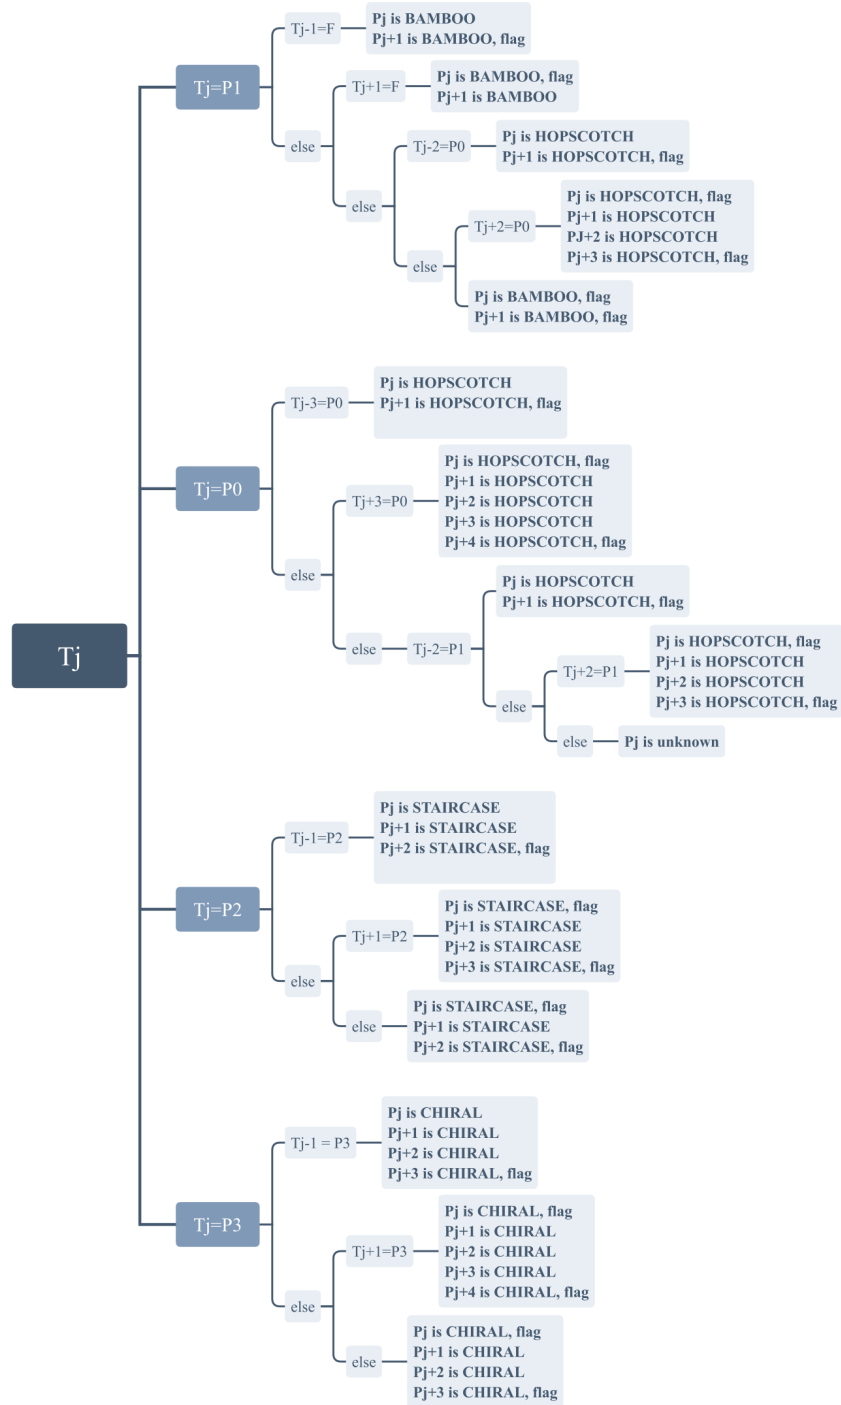 Tj
Tj=P1
Tj-1=F
Pj is BAMBOO
Pj+1 is BAMBOO, flag
else
Tj+1=F
Pj is BAMBOO, flag
Pj+1 is BAMBOO
else
Tj-2=P0
Pj is HOPSCOTCH
Pj+1 is HOPSCOTCH, flag
else
Tj+2=P0
Pj is HOPSCOTCH, flag
Pj+1 is HOPSCOTCH
PJ+2 is HOPSCOTCH
Pj+3 is HOPSCOTCH, flag
Pj is BAMBOO, flag
Pj+1 is BAMBOO, flag
Tj=P0
Tj-3=P0
Pj is HOPSCOTCH
Pj+1 is HOPSCOTCH, flag
else
Tj+3=P0
Pj is HOPSCOTCH, flag
Pj+1 is HOPSCOTCH
Pj+2 is HOPSCOTCH
Pj+3 is HOPSCOTCH
Pj+4 is HOPSCOTCH, flag
else
Tj-2=P1
Pj is HOPSCOTCH
Pj+1 is HOPSCOTCH, flag
else
Tj+2=P1
Pj is HOPSCOTCH, flag
Pj+1 is HOPSCOTCH
Pj+2 is HOPSCOTCH
Pj+3 is HOPSCOTCH, flag
else
Pj is unknown
Tj=P2
Tj-1=P2
Pj is STAIRCASE
Pj+1 is STAIRCASE
Pj+2 is STAIRCASE, flag
else
Tj+1=P2
Pj is STAIRCASE, flag
Pj+1 is STAIRCASE
Pj+2 is STAIRCASE
Pj+3 is STAIRCASE, flag
else
Pj is STAIRCASE, flag
Pj+1 is STAIRCASE
Pj+2 is STAIRCASE, flag
Tj=P3
Tj-1 = P3
Pj is CHIRAL
Pj+1 is CHIRAL
Pj+2 is CHIRAL
Pj+3 is CHIRAL, flag
else
Tj+1=P3
Pj is CHIRAL, flag
Pj+1 is CHIRAL
Pj+2 is CHIRAL
Pj+3 is CHIRAL
Pj+4 is CHIRAL, flag
else
Pj is CHIRAL, flag
Pj+1 is CHIRAL
Pj+2 is CHIRAL
Pj+3 is CHIRAL, flag